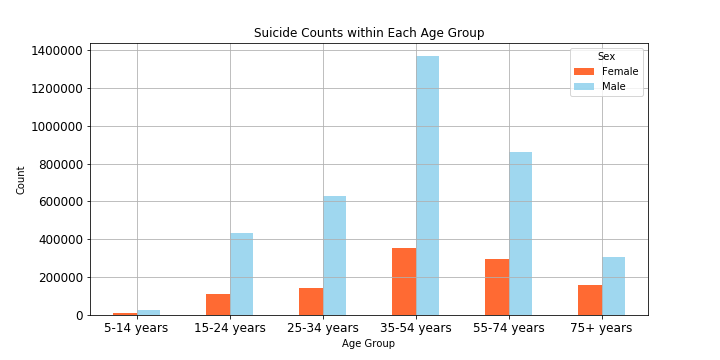 Suicide Counts within Each Age Group
Sex
Female
Male
Count
1400000
1200000
1000000
800000
600000
400000
200000
0
5-14 years 15-24 years 25-34 years 35-54 years 55-74 years 75+ years
Age Group